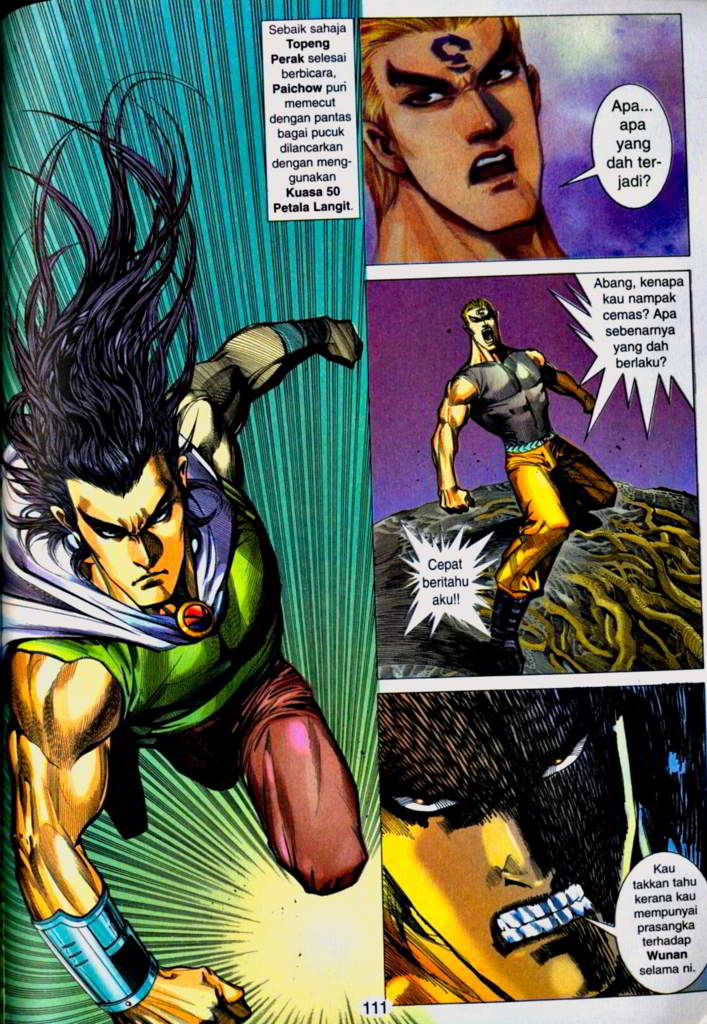 Sebaik sahaja
Topeng
Perak selesai
berbicara,
Paichow pun
memecut
dengan pantas
bagai pucuk
dilancarkan
dengan meng-
gunakan
Kuasa 50
Petala Langit.
Apa...
apa
yang
dah ter-
jadi?
Abang, kenapa
kau nampak
cemas? Apa
sebenarnya
yang dah
berlaku?
Cepat
beritahu
aku!!
Kau
takkan tahu
kerana kau
mempunyai
prasangka
terhadap
Wunan
selama ni.
111